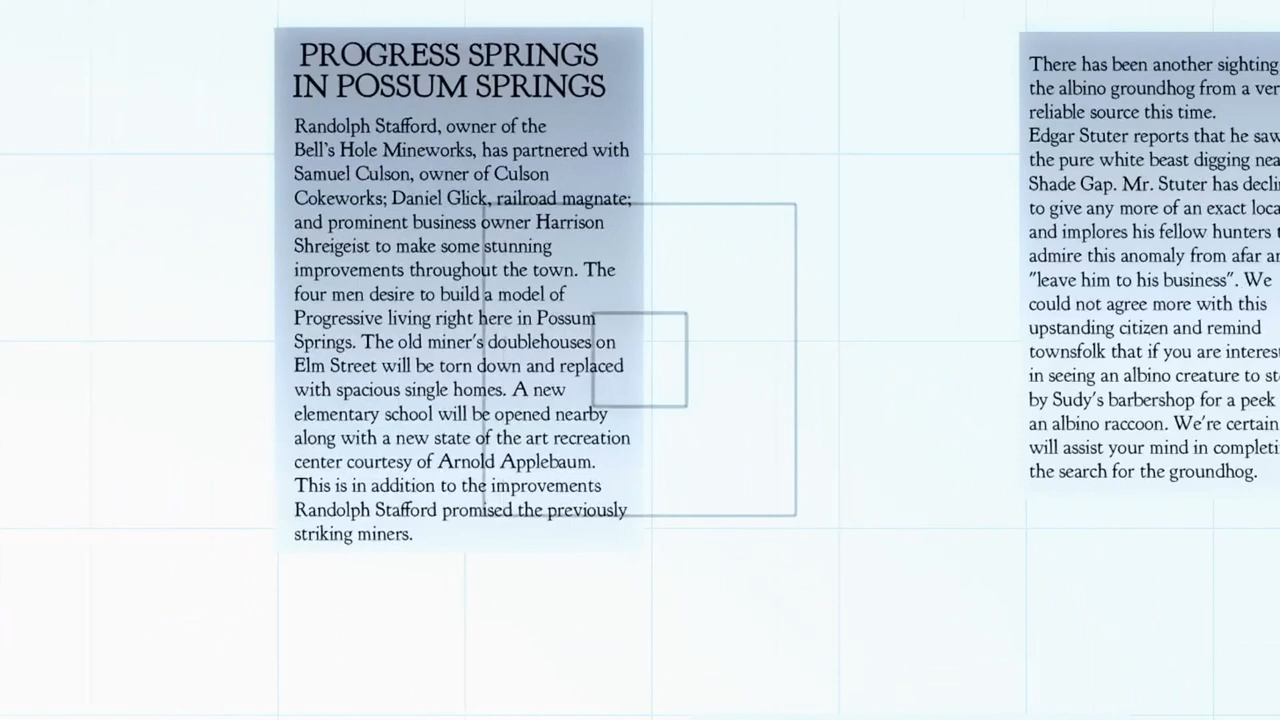 PROGRESS SPRINGS
IN POSSUM SPRINGS
Randolph Stafford, owner of the
Bell's Hole Mineworks, has partnered with
Samuel Culson, owner of Culson
Cokeworks; Daniel Glick, railroad magnate;
and prominent business owner Harrison
Shreigeist to make some stunning
improvements throughout the town. The
four men desire to build a model of
Progressive living right here in Possum
Springs. The old miner's doublehouses on
Elm Street will be torn down and replaced
with spacious single homes. A new
elementary school will be opened nearby
along with a new state of the art recreation
center courtesy of Arnold Applebaum.
This is in addition to the improvements
Randolph Stafford promised the previously
striking miners.
There has been another sighting
the albino groundhog from a
reliable source this time.
Edgar Stuter reports that he saw
the pure white beast digging
Shade Gap. Mr. Stuter has
to give any more of an exact
and implores his fellow hunters
admire this anomaly from afar
"leave him to his business". We
could not agree more with this
upstanding citizen and remind
townsfolk that if you are
in seeing an albino creature to
by Sudy's barbershop for a peek
an albino raccoon. We're certain
will assist your mind in
the search for the groundhog.